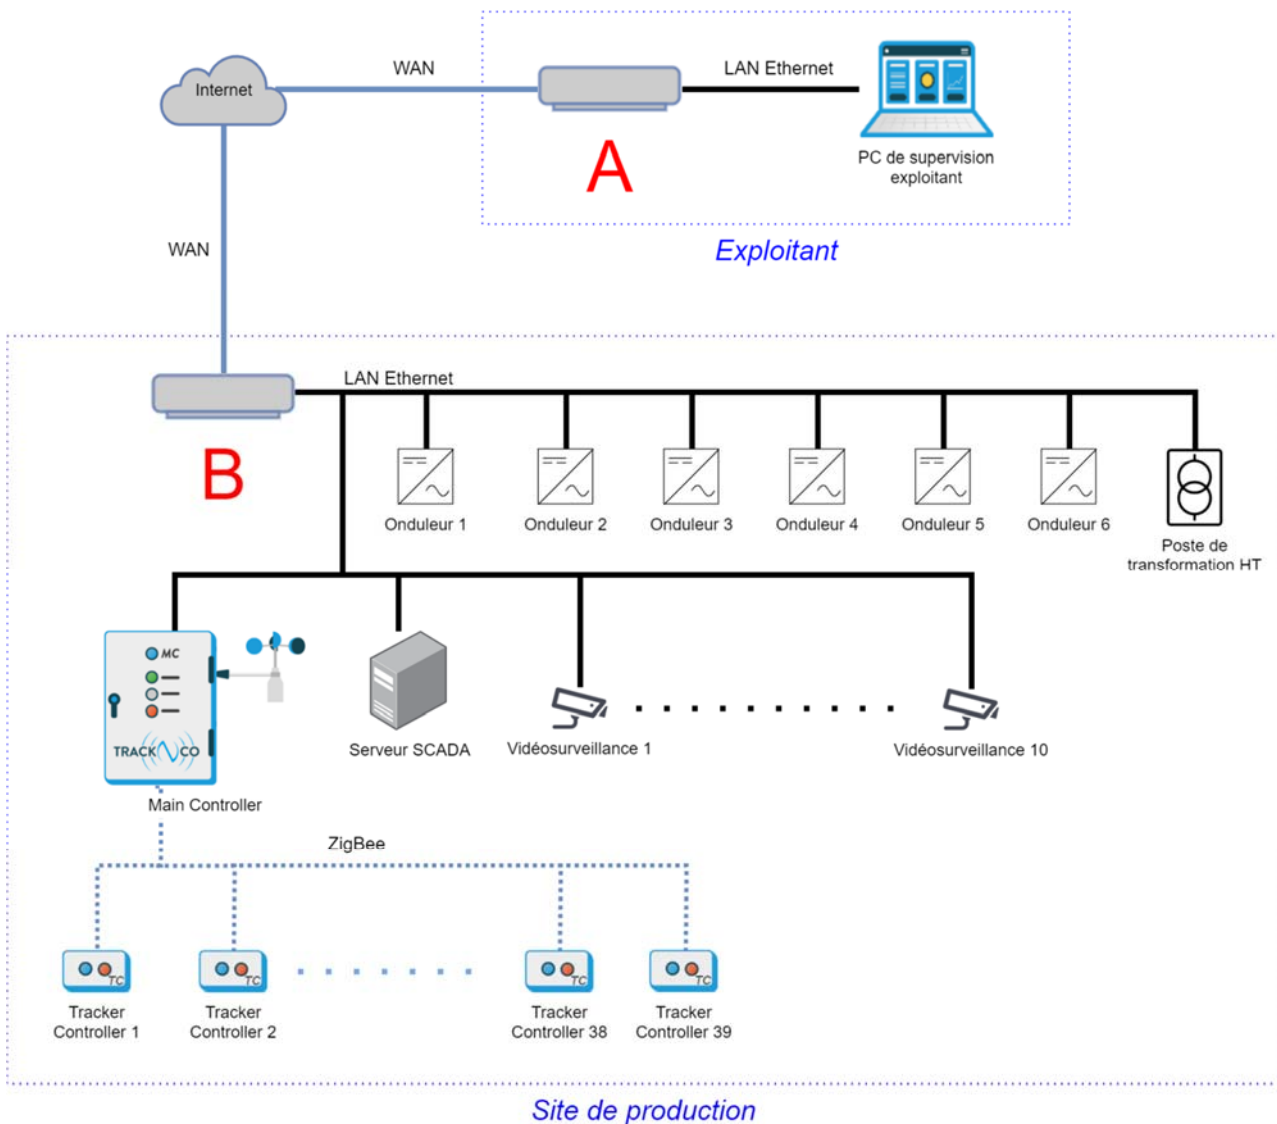 WAN
LAN Ethernet
Internet
A
PC de supervision
exploitant
Exploitant
WAN
LAN Ethernet
B
Onduleur 1
Onduleur 2
Onduleur 3
Onduleur 4
Onduleur 5
Onduleur 6
Poste de
transformation HT
MC
TRACK N CO
Main Controller
Serveur SCADA
Vidéosurveillance 1
Vidéosurveillance 10
ZigBee
TC
TC
TC
TC
Tracker
Controller 1
Tracker
Controller 2
Tracker
Controller 38
Tracker
Controller 39
Site de production